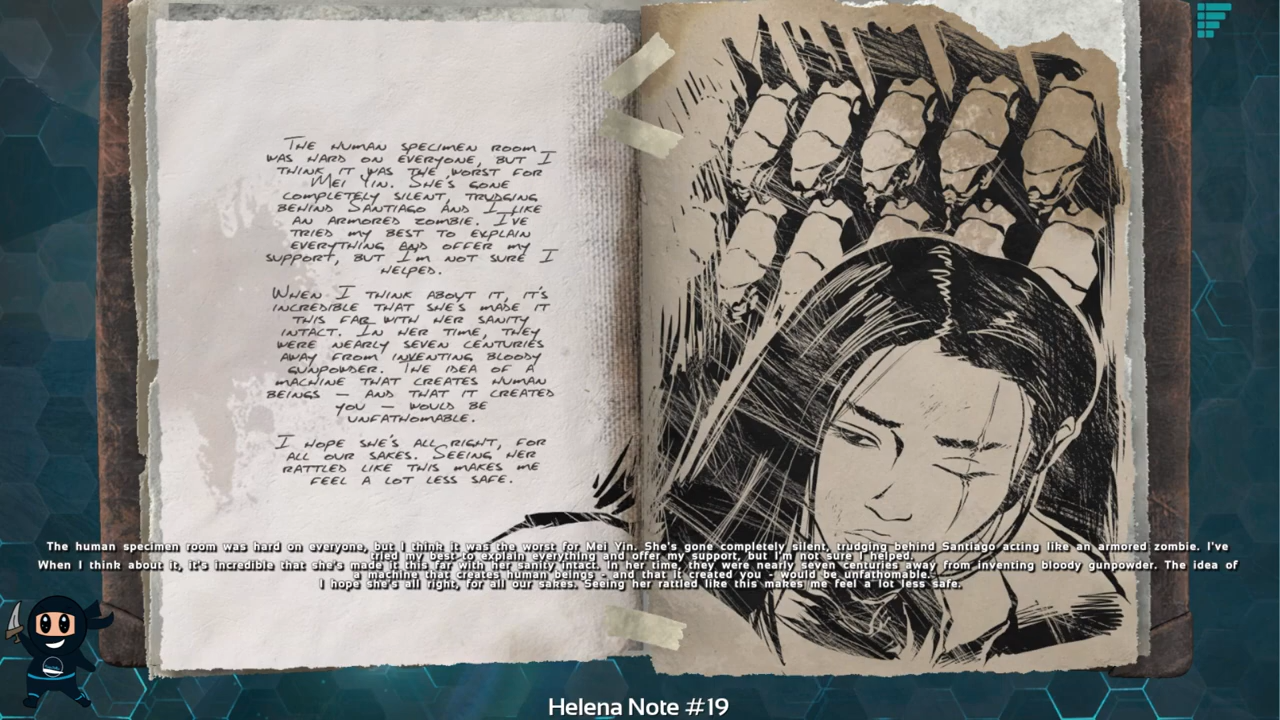 The human specimen room
was hard on everyone, but I
think it was the worst for
Mei Yin. She's gone
completely silent, trudging
behind Santiago and I like
an armored zombie. I've
tried my best to explain
everything and offer my
support, but I'm not sure I
helped.
When I think about it, it's
incredible that she's made it
this far with her sanity
intact. In her time, they
were nearly seven centuries
away from inventing bloody
gunpowder. The idea of a
machine that creates human
beings — and that it created
you — would be
unfathomable.
I hope she's all right, for
all our sakes. Seeing her
rattled like this makes me
feel a lot less safe.
The human specimen room was hard on everyone, but I think it was the worst for Mei Yin. She's gone completely silent, trudging behind Santiago acting like an armored zombie. I've
tried my best to explain everything and offer my support, but I'm not sure I helped.
When I think about it, it's incredible that she's made it this far with her sanity intact. In her time, they were nearly seven centuries away from inventing bloody gunpowder. The idea of
a machine that creates human beings - and that it created you - would be unfathomable.
I hope she's all right, for all our sakes. Seeing her rattled like this makes me feel a lot less safe.
Helena Note #19